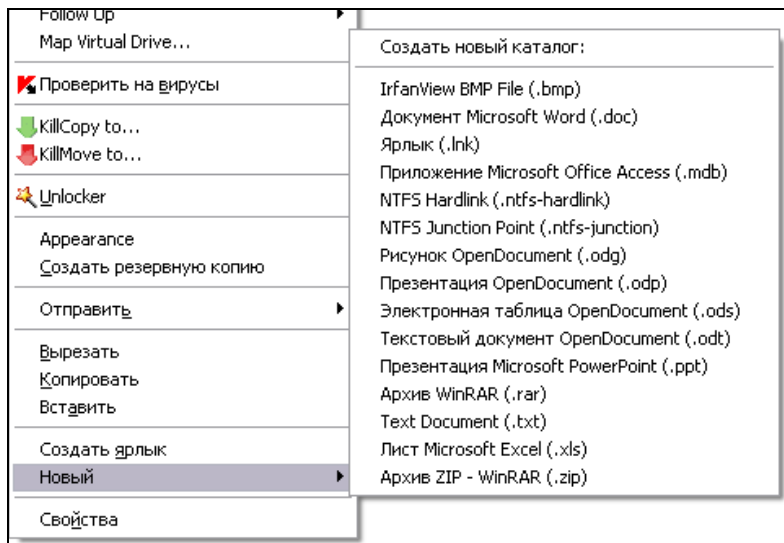 Follow Up
Map Virtual Drive...
Проверить на вирусы
KillCopy to...
KillMove to...
Unlocker
Appearance
Создать резервную копию
Отправить
Вырезать
Копировать
Вставить
Создать ярлык
Новый
Свойства
Создать новый каталог:
IrfanView BMP File (.bmp)
Документ Microsoft Word (.doc)
Ярлык (.lnk)
Приложение Microsoft Office Access (.mdb)
NTFS Hardlink (.ntfs-hardlink)
NTFS Junction Point (.ntfs-junction)
Рисунок OpenDocument (.odg)
Презентация OpenDocument (.odp)
Электронная таблица OpenDocument (.ods)
Текстовый документ OpenDocument (.odt)
Презентация Microsoft PowerPoint (.ppt)
Архив WinRAR (.rar)
Text Document (.txt)
Лист Microsoft Excel (.xls)
Архив ZIP - WinRAR (.zip)